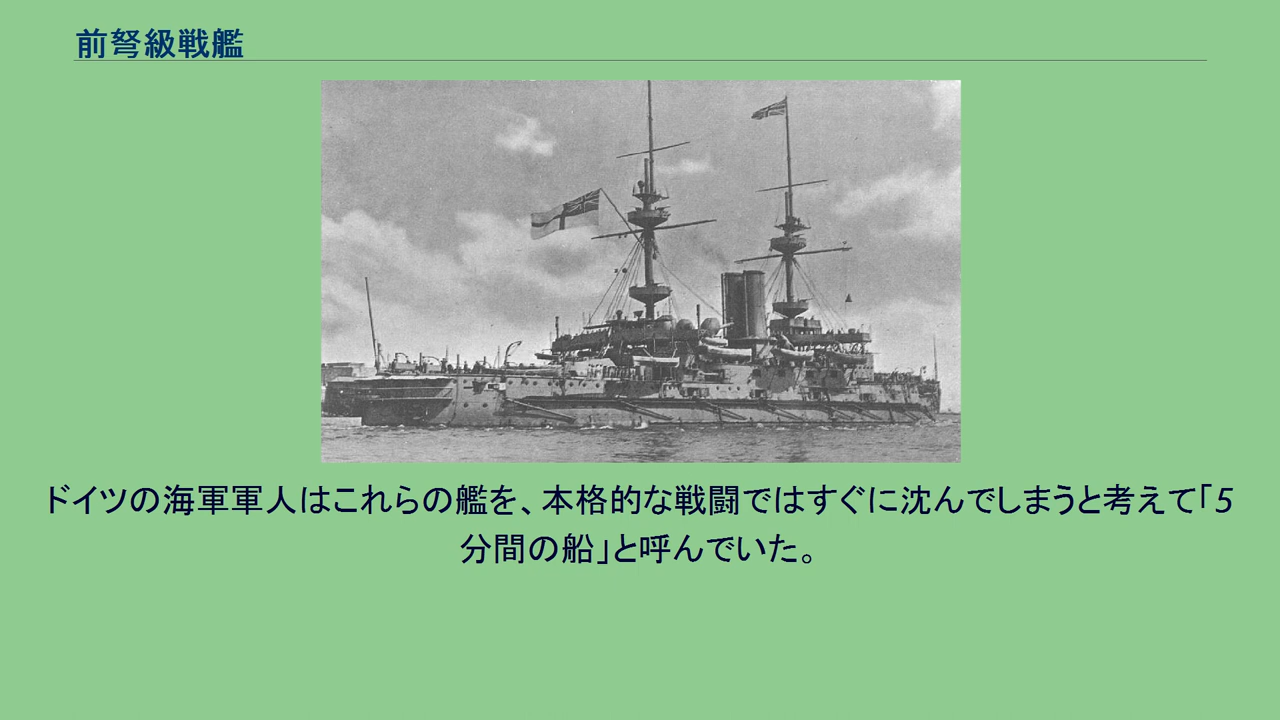 前弩級戦艦
ドイツの海軍軍人はこれらの艦を、本格的な戦闘ではすぐに沈んでしまうと考えて「5
分間の船」と呼んでいた。